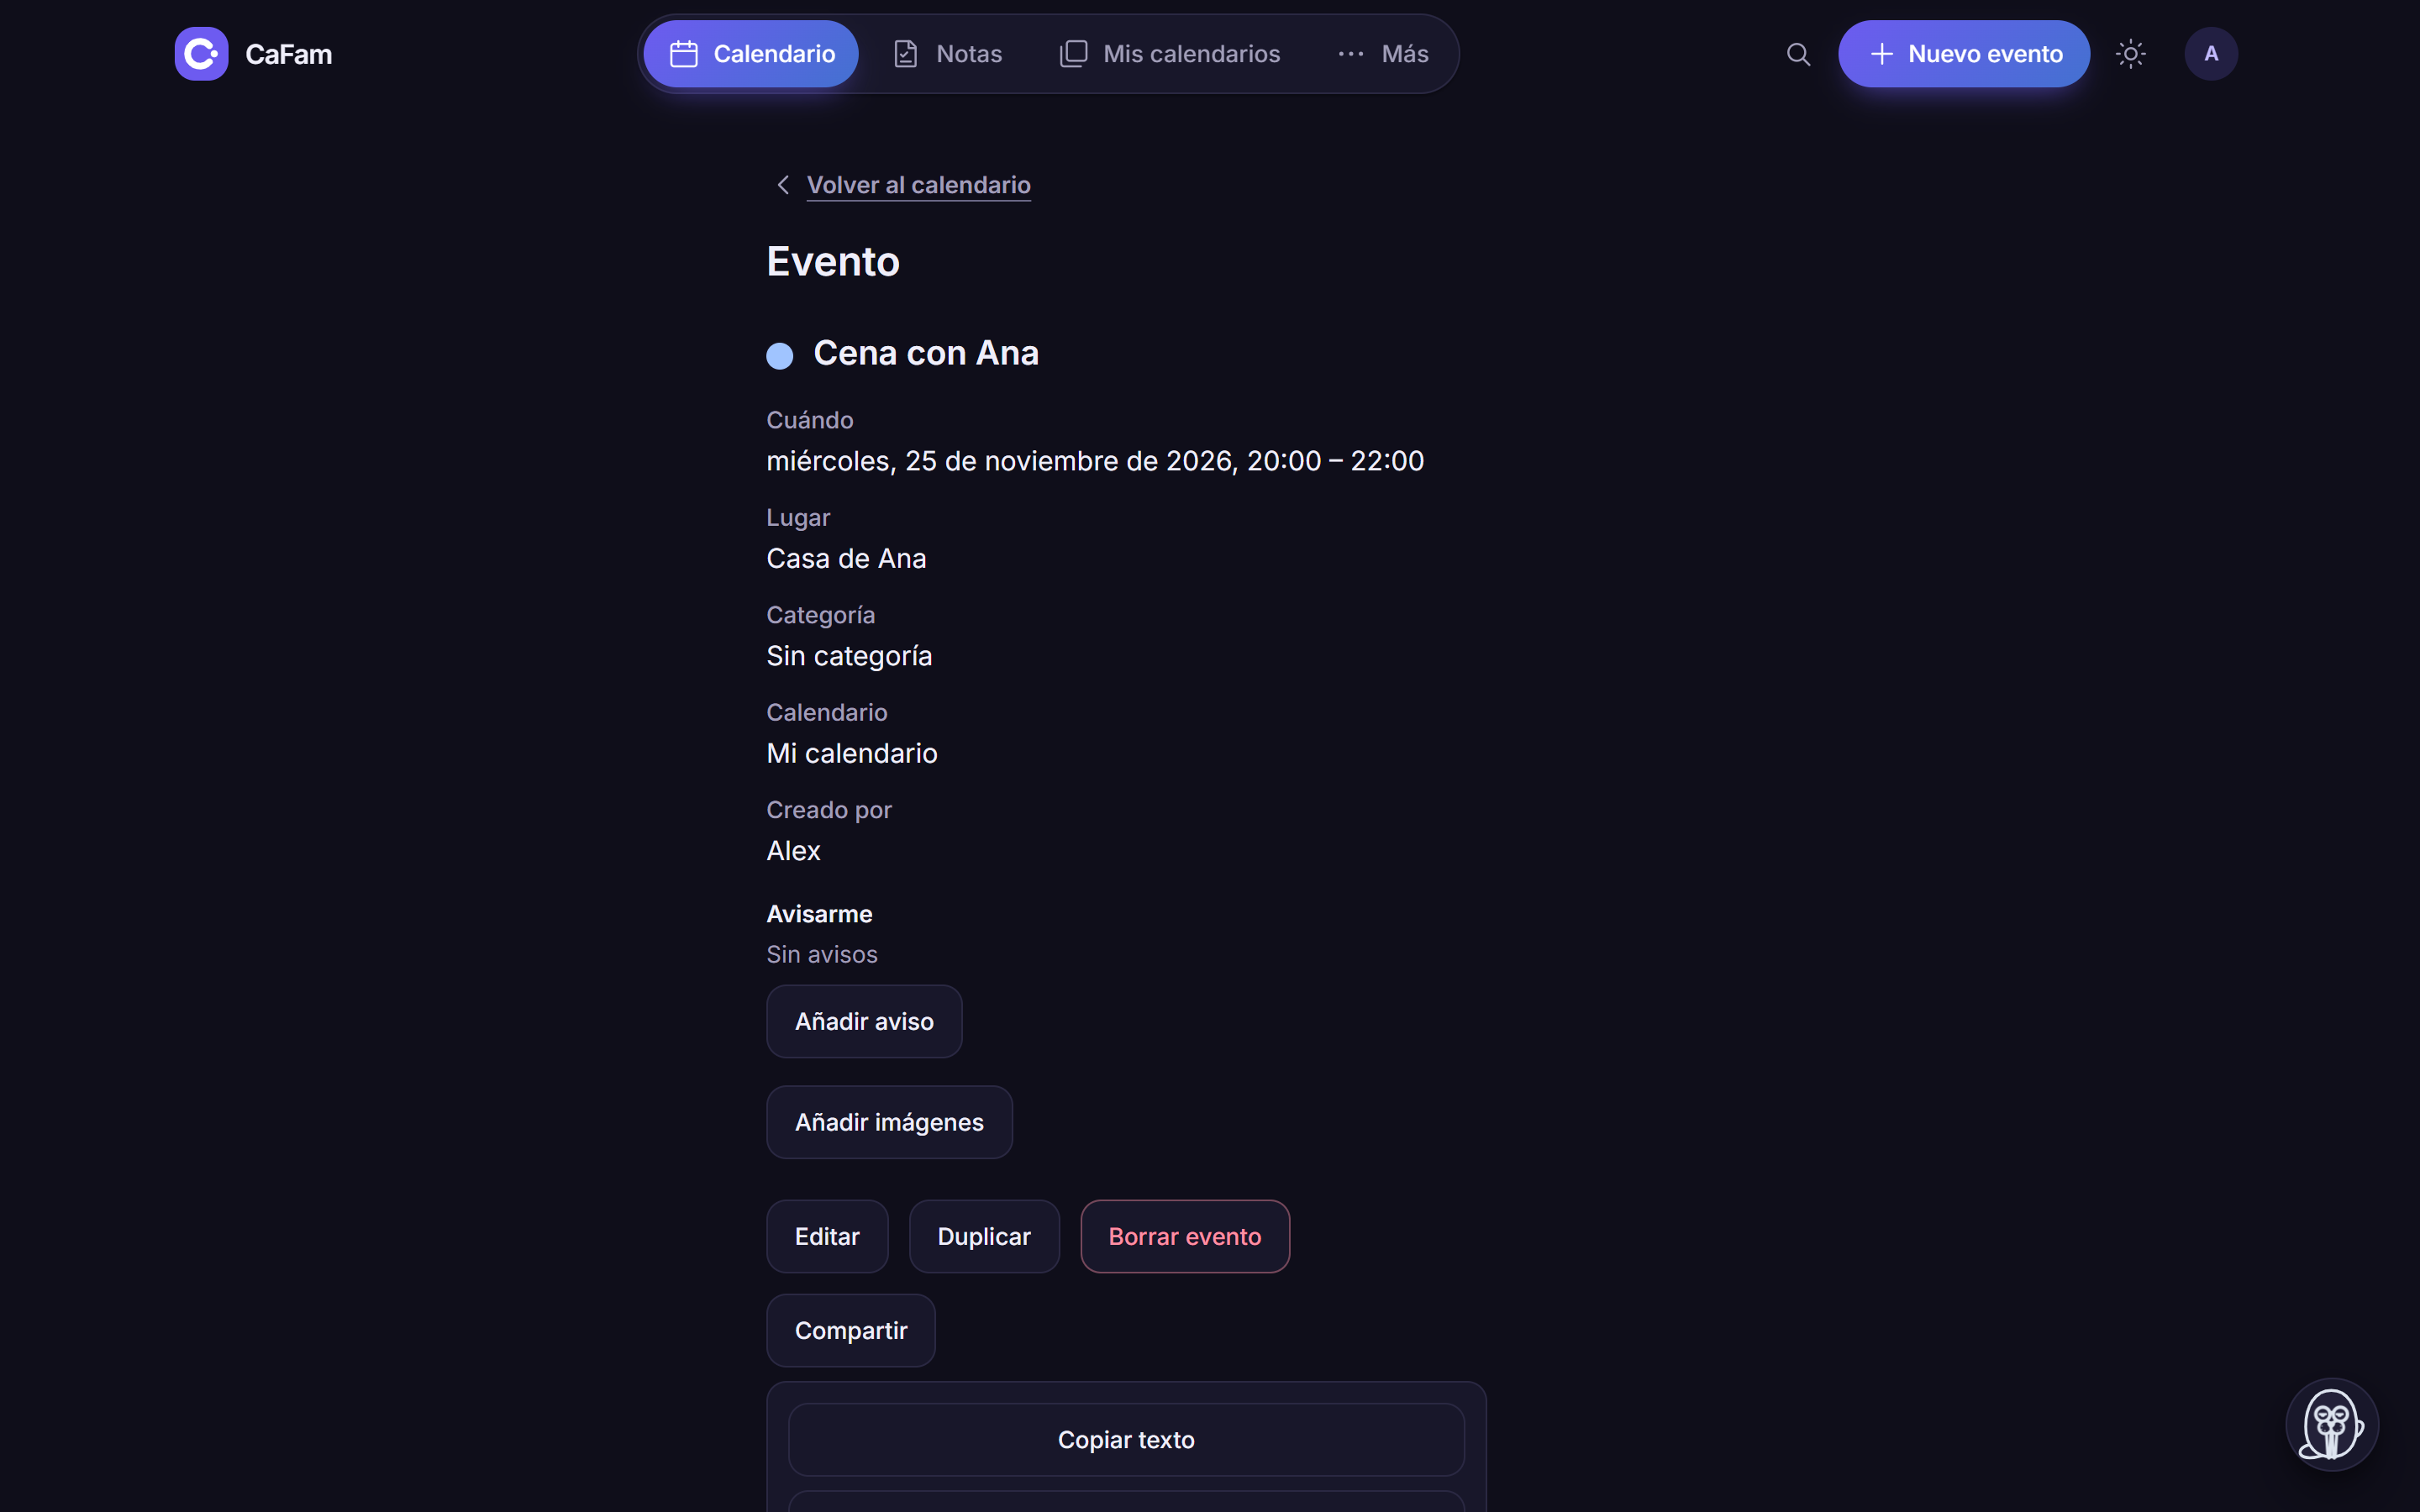 CaFam
Calendario
Notas
Mis calendarios
Más
Nuevo evento
A
Volver al calendario
Evento
Cena con Ana
Cuándo
miércoles, 25 de noviembre de 2026, 20:00 – 22:00
Lugar
Casa de Ana
Categoría
Sin categoría
Calendario
Mi calendario
Creado por
Alex
Avisarme
Sin avisos
Añadir aviso
Añadir imágenes
Editar
Duplicar
Borrar evento
Compartir
Copiar texto